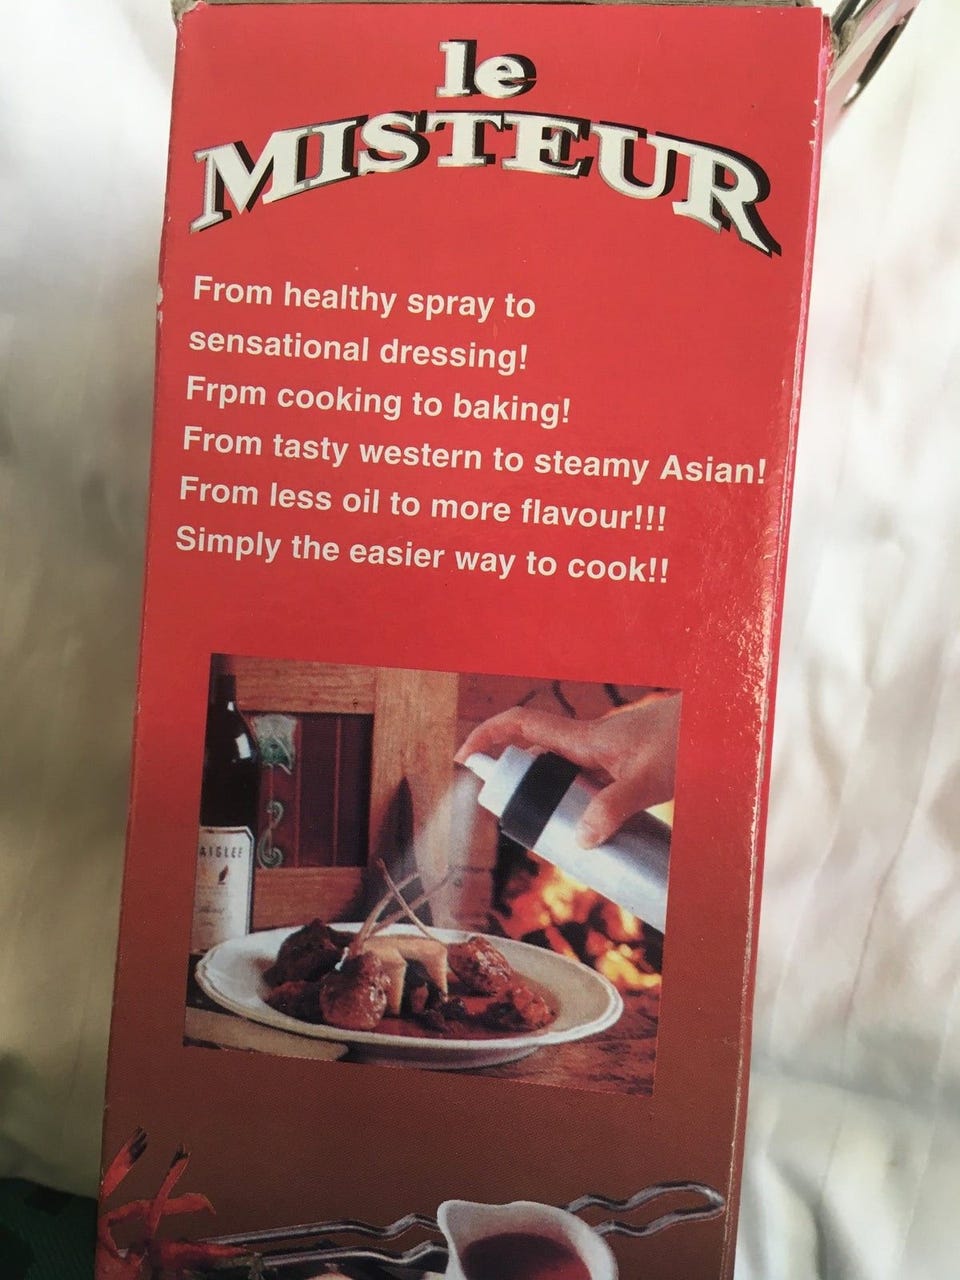 le
MISTEUR
From healthy spray to
sensational dressing!
Frpm cooking to baking!
From tasty western to steamy Asian!
From less oil to more flavour!!!
Simply the easier way to cook!!
AIGLEE